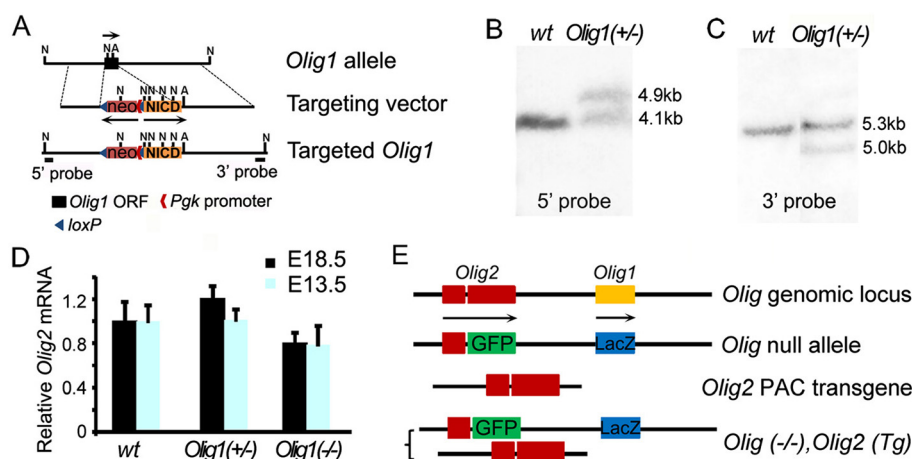 A
N
NA
N
Olig1 allele
N NN N N A
neo NICD
Targeting vector
N
N NN N N A
N
neo NICD
Targeted Olig1
5' probe
3' probe
Olig1 ORF
Pgk promoter
loxP
B
wt
Olig1(+/-)
4.9kb
4.1kb
5' probe
C
wt
Olig1(+/-)
5.3kb
5.0kb
3' probe
D
Relative Olig2 mRNA
1.2
0.8
0.4
0
E18.5
E13.5
wt
Olig1(+/-)
Olig1(-/-)
E
Olig2
Olig1
Olig genomic locus
GFP
LacZ
Olig null allele
Olig2 PAC transgene
GFP
LacZ
Olig (-/-),Olig2 (Tg)